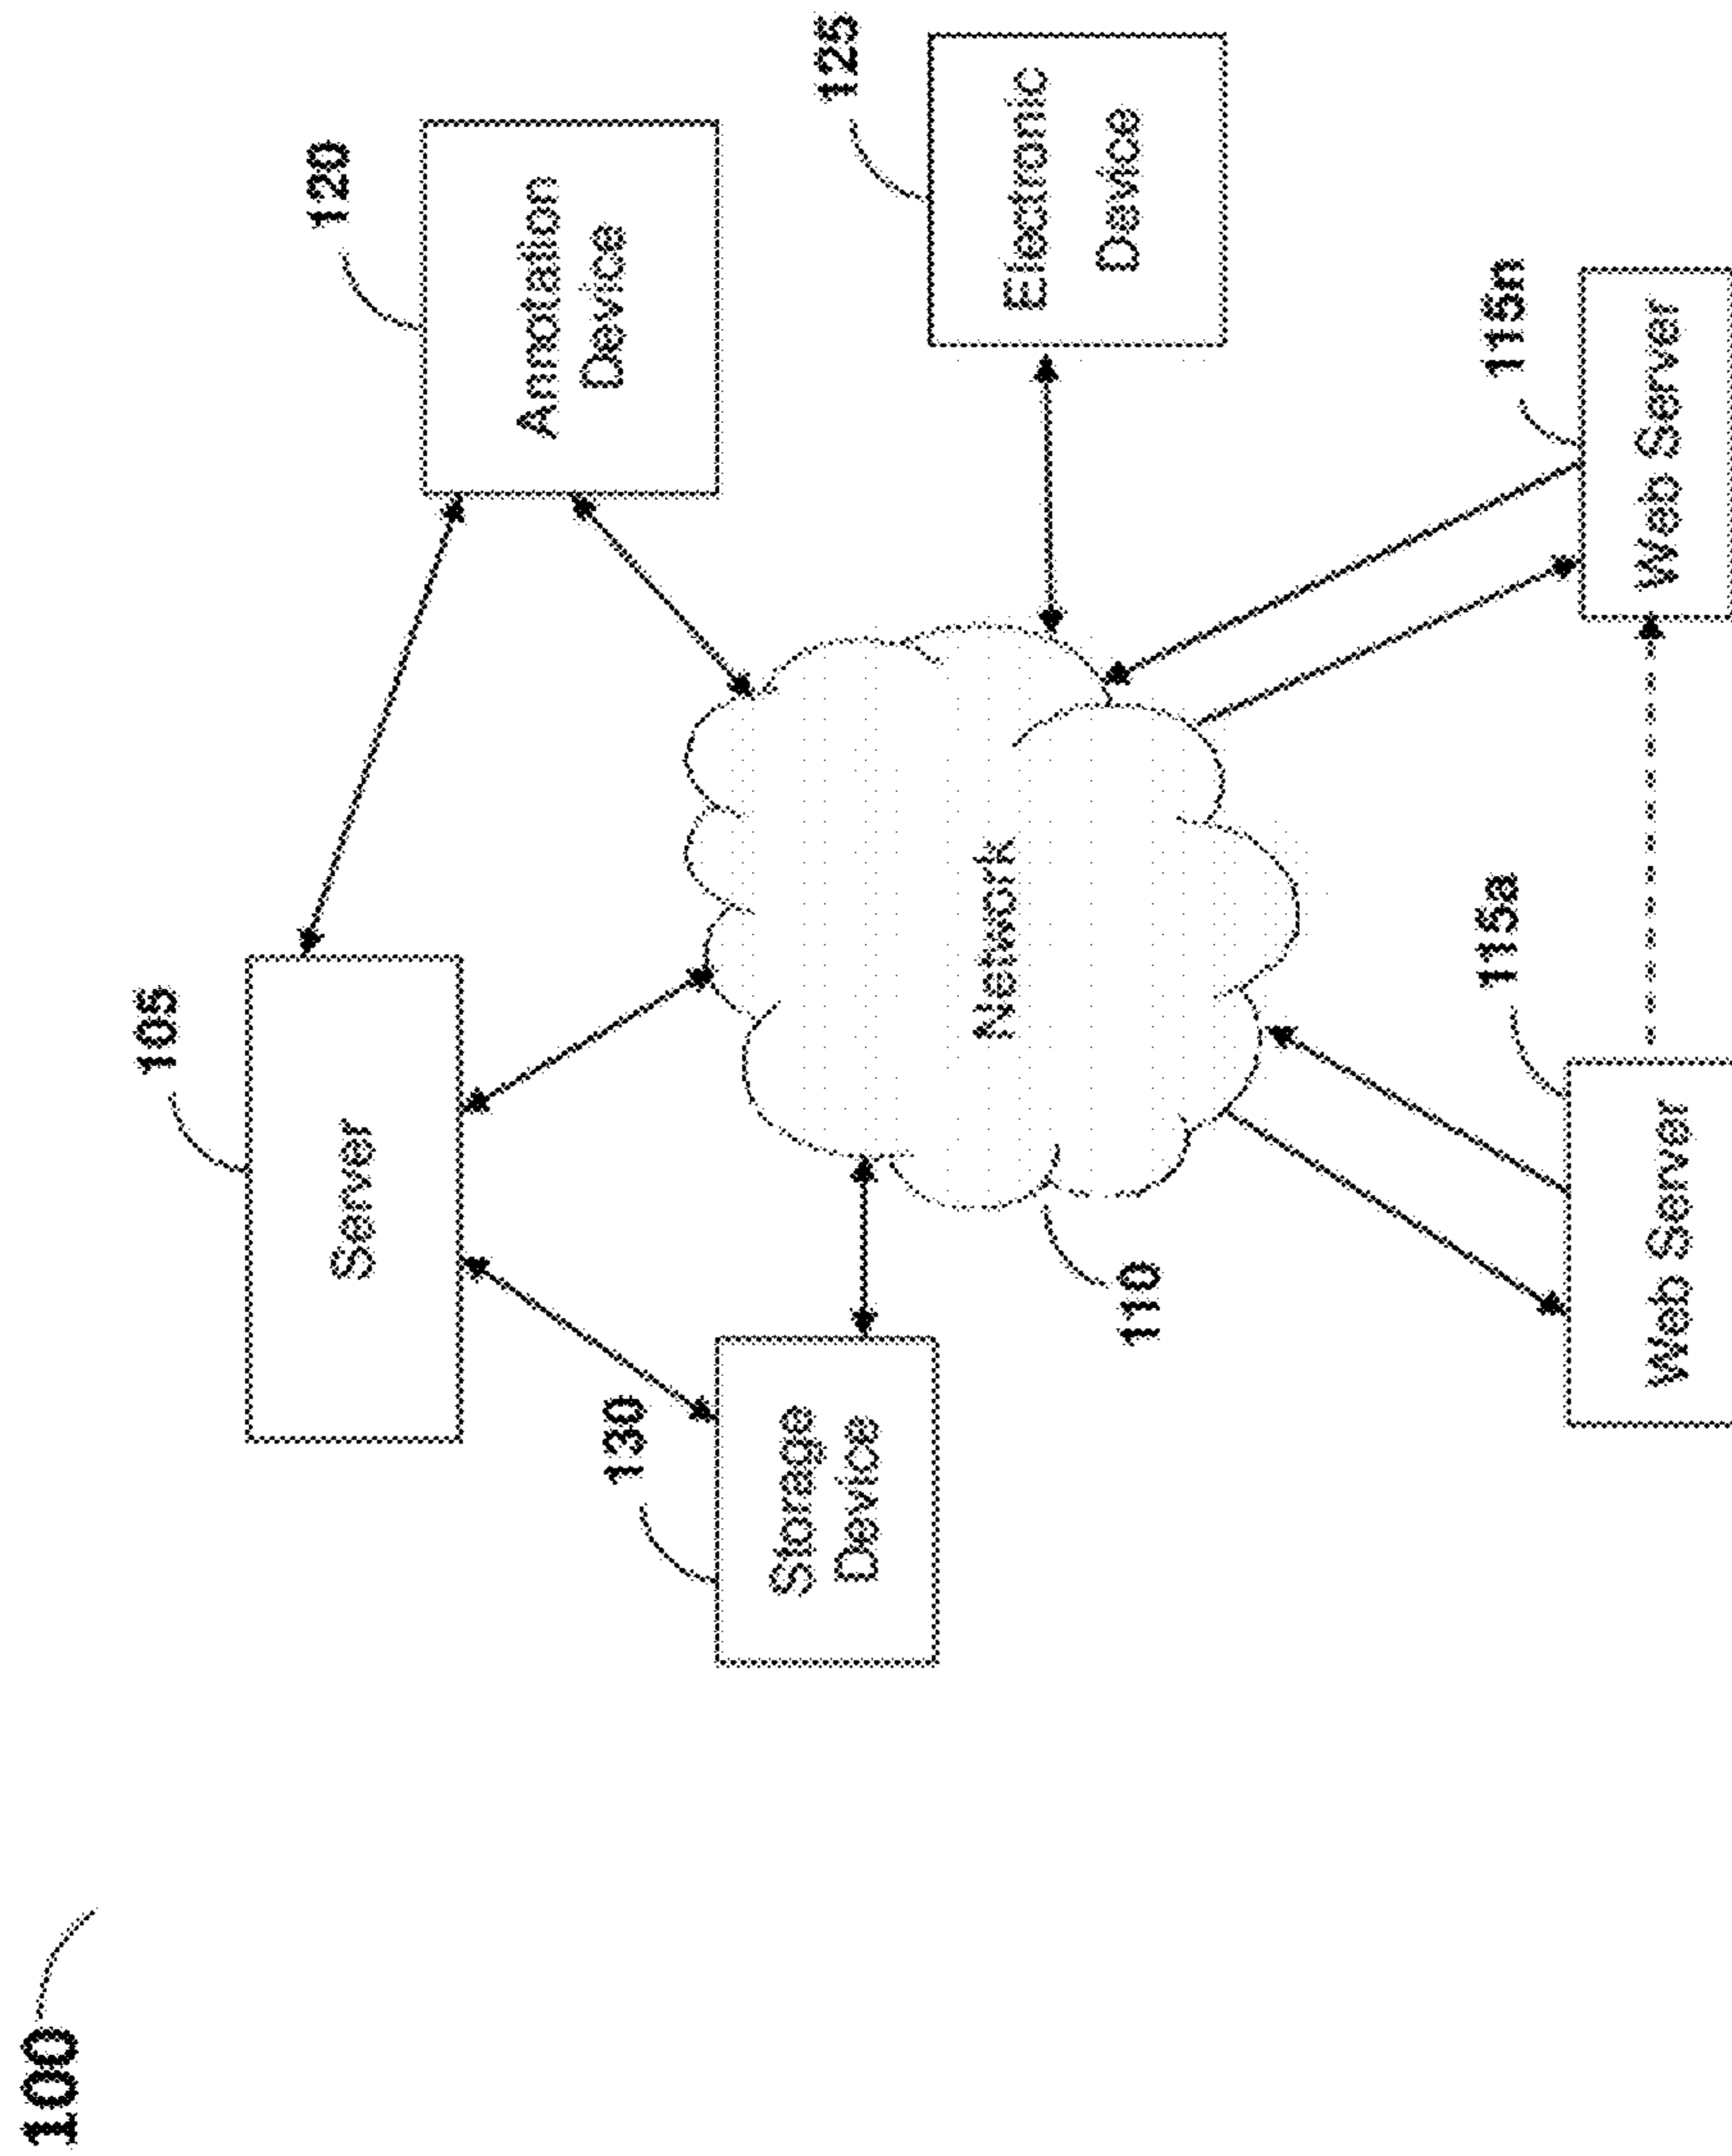 100
105
Server
120
Annotation
Device
130
Storage
Device
125
Electronic
Device
Network
110
115a
Web Server
115n
Web Server